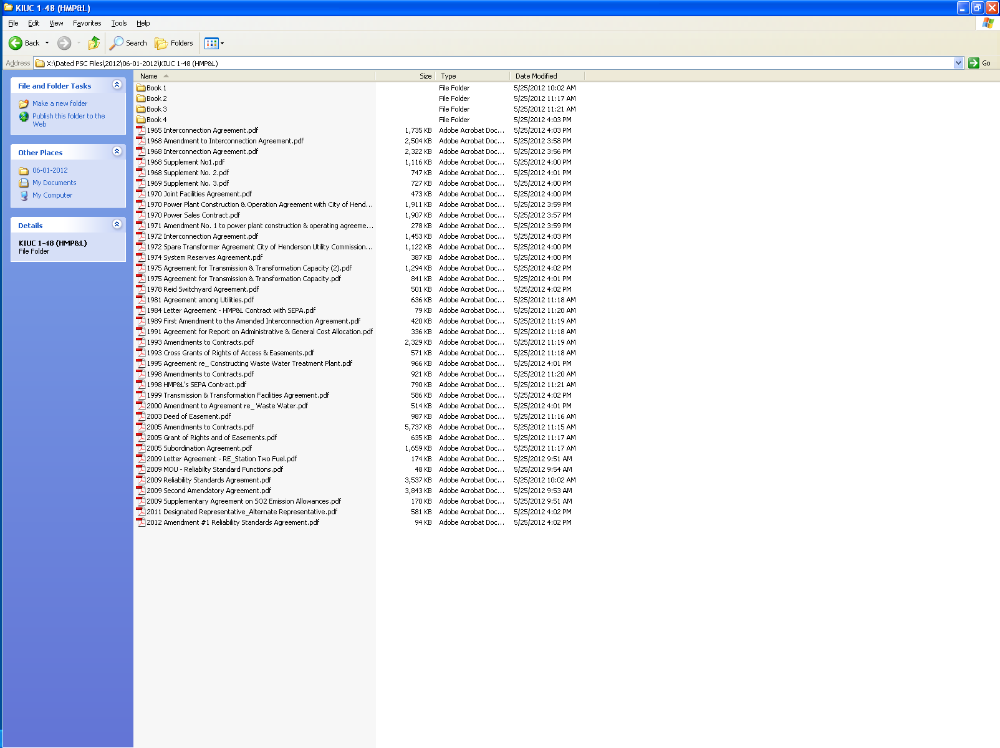 KIUC 1-48 (HMP&L)
File Edit View Favorites Tools Help
Back Search Folders
Address X:\Dated PSC Files\2012\06-01-2012\KIUC 1-48 (HMP&L) Go
File and Folder Tasks
Make a new folder
Publish this folder to the
Web
Other Places
06-01-2012
My Documents
My Computer
Details
KIUC 1-48 (HMP&L)
File Folder
Name Size Type Date Modified
Book 1 File Folder 5/25/2012 10:02 AM
Book 2 File Folder 5/25/2012 11:17 AM
Book 3 File Folder 5/25/2012 11:21 AM
Book 4 File Folder 5/25/2012 4:03 PM
1965 Interconnection Agreement.pdf 1,735 KB Adobe Acrobat Doc... 5/25/2012 4:03 PM
1968 Amendment to Interconnection Agreement.pdf 2,504 KB Adobe Acrobat Doc... 5/25/2012 3:58 PM
1968 Interconnection Agreement.pdf 2,322 KB Adobe Acrobat Doc... 5/25/2012 3:56 PM
1968 Supplement No1.pdf 1,116 KB Adobe Acrobat Doc... 5/25/2012 4:00 PM
1968 Supplement No. 2.pdf 747 KB Adobe Acrobat Doc... 5/25/2012 4:01 PM
1969 Supplement No. 3.pdf 727 KB Adobe Acrobat Doc... 5/25/2012 4:00 PM
1970 Joint Facilities Agreement.pdf 473 KB Adobe Acrobat Doc... 5/25/2012 4:00 PM
1970 Power Plant Construction & Operation Agreement with City of Hend... 1,911 KB Adobe Acrobat Doc... 5/25/2012 3:59 PM
1970 Power Sales Contract.pdf 1,907 KB Adobe Acrobat Doc... 5/25/2012 3:57 PM
1971 Amendment No. 1 to power plant construction & operating agreeme... 278 KB Adobe Acrobat Doc... 5/25/2012 3:59 PM
1972 Interconnection Agreement.pdf 1,453 KB Adobe Acrobat Doc... 5/25/2012 4:03 PM
1972 Spare Transformer Agreement City of Henderson Utility Commission... 1,122 KB Adobe Acrobat Doc... 5/25/2012 4:00 PM
1974 System Reserves Agreement.pdf 387 KB Adobe Acrobat Doc... 5/25/2012 4:00 PM
1975 Agreement for Transmission & Transformation Capacity (2).pdf 1,294 KB Adobe Acrobat Doc... 5/25/2012 4:02 PM
1975 Agreement for Transmission & Transformation Capacity.pdf 841 KB Adobe Acrobat Doc... 5/25/2012 4:01 PM
1978 Reid Switchyard Agreement.pdf 501 KB Adobe Acrobat Doc... 5/25/2012 4:02 PM
1981 Agreement among Utilities.pdf 636 KB Adobe Acrobat Doc... 5/25/2012 11:18 AM
1984 Letter Agreement - HMP&L Contract with SEPA.pdf 79 KB Adobe Acrobat Doc... 5/25/2012 11:20 AM
1989 First Amendment to the Amended Interconnection Agreement.pdf 420 KB Adobe Acrobat Doc... 5/25/2012 11:19 AM
1991 Agreement for Report on Administrative & General Cost Allocation.pdf 336 KB Adobe Acrobat Doc... 5/25/2012 11:18 AM
1993 Amendments to Contracts.pdf 2,329 KB Adobe Acrobat Doc... 5/25/2012 11:19 AM
1993 Cross Grants of Rights of Access & Easements.pdf 571 KB Adobe Acrobat Doc... 5/25/2012 11:18 AM
1995 Agreement re_ Constructing Waste Water Treatment Plant.pdf 966 KB Adobe Acrobat Doc... 5/25/2012 4:01 PM
1998 Amendments to Contracts.pdf 921 KB Adobe Acrobat Doc... 5/25/2012 11:20 AM
1998 HMP&L's SEPA Contract.pdf 790 KB Adobe Acrobat Doc... 5/25/2012 11:21 AM
1999 Transmission & Transformation Facilities Agreement.pdf 586 KB Adobe Acrobat Doc... 5/25/2012 4:02 PM
2000 Amendment to Agreement re_ Waste Water.pdf 514 KB Adobe Acrobat Doc... 5/25/2012 4:01 PM
2003 Deed of Easement.pdf 987 KB Adobe Acrobat Doc... 5/25/2012 11:16 AM
2005 Amendments to Contracts.pdf 5,737 KB Adobe Acrobat Doc... 5/25/2012 11:15 AM
2005 Grant of Rights and of Easements.pdf 635 KB Adobe Acrobat Doc... 5/25/2012 11:17 AM
2005 Subordination Agreement.pdf 1,659 KB Adobe Acrobat Doc... 5/25/2012 11:17 AM
2009 Letter Agreement - RE_Station Two Fuel.pdf 174 KB Adobe Acrobat Doc... 5/25/2012 9:51 AM
2009 MOU - Reliabilty Standard Functions.pdf 48 KB Adobe Acrobat Doc... 5/25/2012 9:54 AM
2009 Reliability Standards Agreement.pdf 3,537 KB Adobe Acrobat Doc... 5/25/2012 10:02 AM
2009 Second Amendatory Agreement.pdf 3,843 KB Adobe Acrobat Doc... 5/25/2012 9:53 AM
2009 Supplementary Agreement on SO2 Emission Allowances.pdf 170 KB Adobe Acrobat Doc... 5/25/2012 9:51 AM
2011 Designated Representative_Alternate Representative.pdf 581 KB Adobe Acrobat Doc... 5/25/2012 4:02 PM
2012 Amendment #1 Reliability Standards Agreement.pdf 94 KB Adobe Acrobat Doc... 5/25/2012 4:02 PM